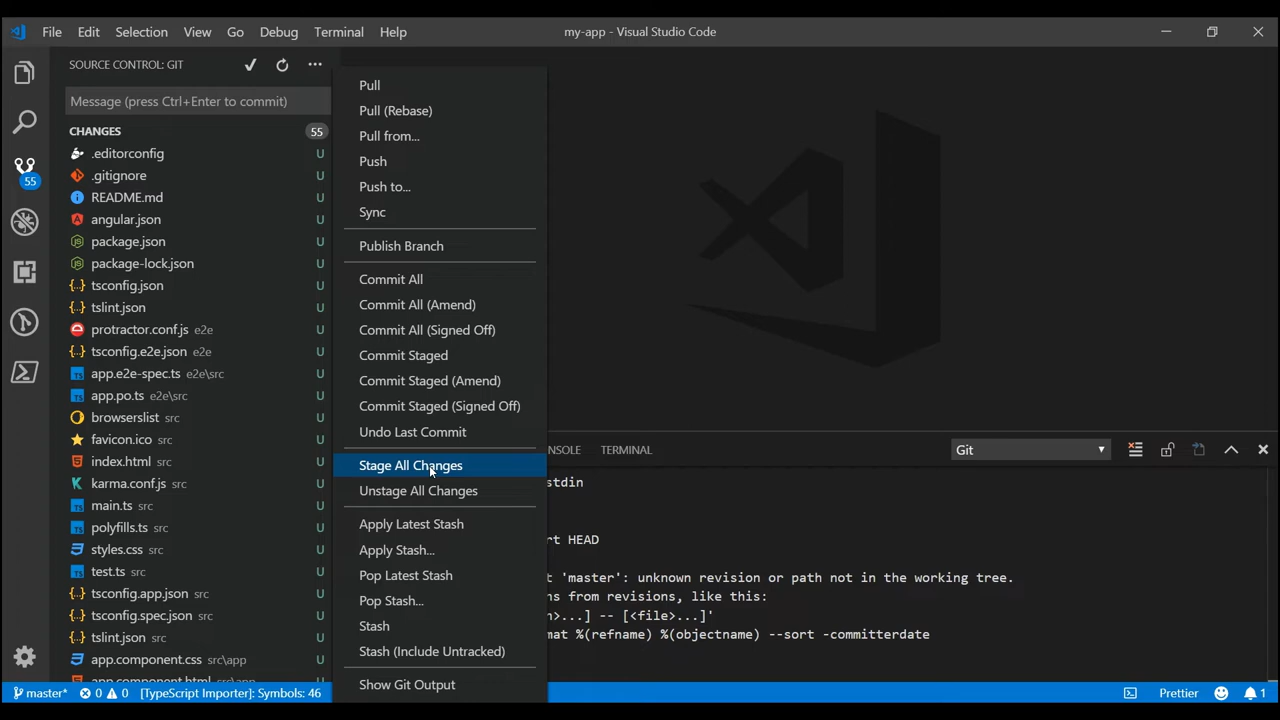 File Edit Selection View Go Debug Terminal Help
my-app - Visual Studio Code
SOURCE CONTROL: GIT
Message (press Ctrl+Enter to commit)
CHANGES 55
55
.editorconfig U
.gitignore U
README.md U
angular.json U
package.json U
package-lock.json U
tsconfig.json U
tslint.json U
protractor.conf.js e2e U
tsconfig.e2e.json e2e U
app.e2e-spec.ts e2e\src U
app.po.ts e2e\src U
browserslist src U
favicon.ico src U
index.html src U
karma.conf.js src U
main.ts src U
polyfills.ts src U
styles.css src U
test.ts src U
tsconfig.app.json src U
tsconfig.spec.json src U
tslint.json src U
app.component.css src\app U
app.component.html src\app U
Pull
Pull (Rebase)
Pull from...
Push
Push to...
Sync
Publish Branch
Commit All
Commit All (Amend)
Commit All (Signed Off)
Commit Staged
Commit Staged (Amend)
Commit Staged (Signed Off)
Undo Last Commit
Stage All Changes
Unstage All Changes
Apply Latest Stash
Apply Stash...
Pop Latest Stash
Pop Stash...
Stash
Stash (Include Untracked)
Show Git Output
ONSOLE TERMINAL Git
stdin
rt HEAD
t 'master': unknown revision or path not in the working tree.
ns from revisions, like this:
n>...] -- [<file>...]'
mat %(refname) %(objectname) --sort -committerdate
master* 0 0 [TypeScript Importer]: Symbols: 46 Prettier 1